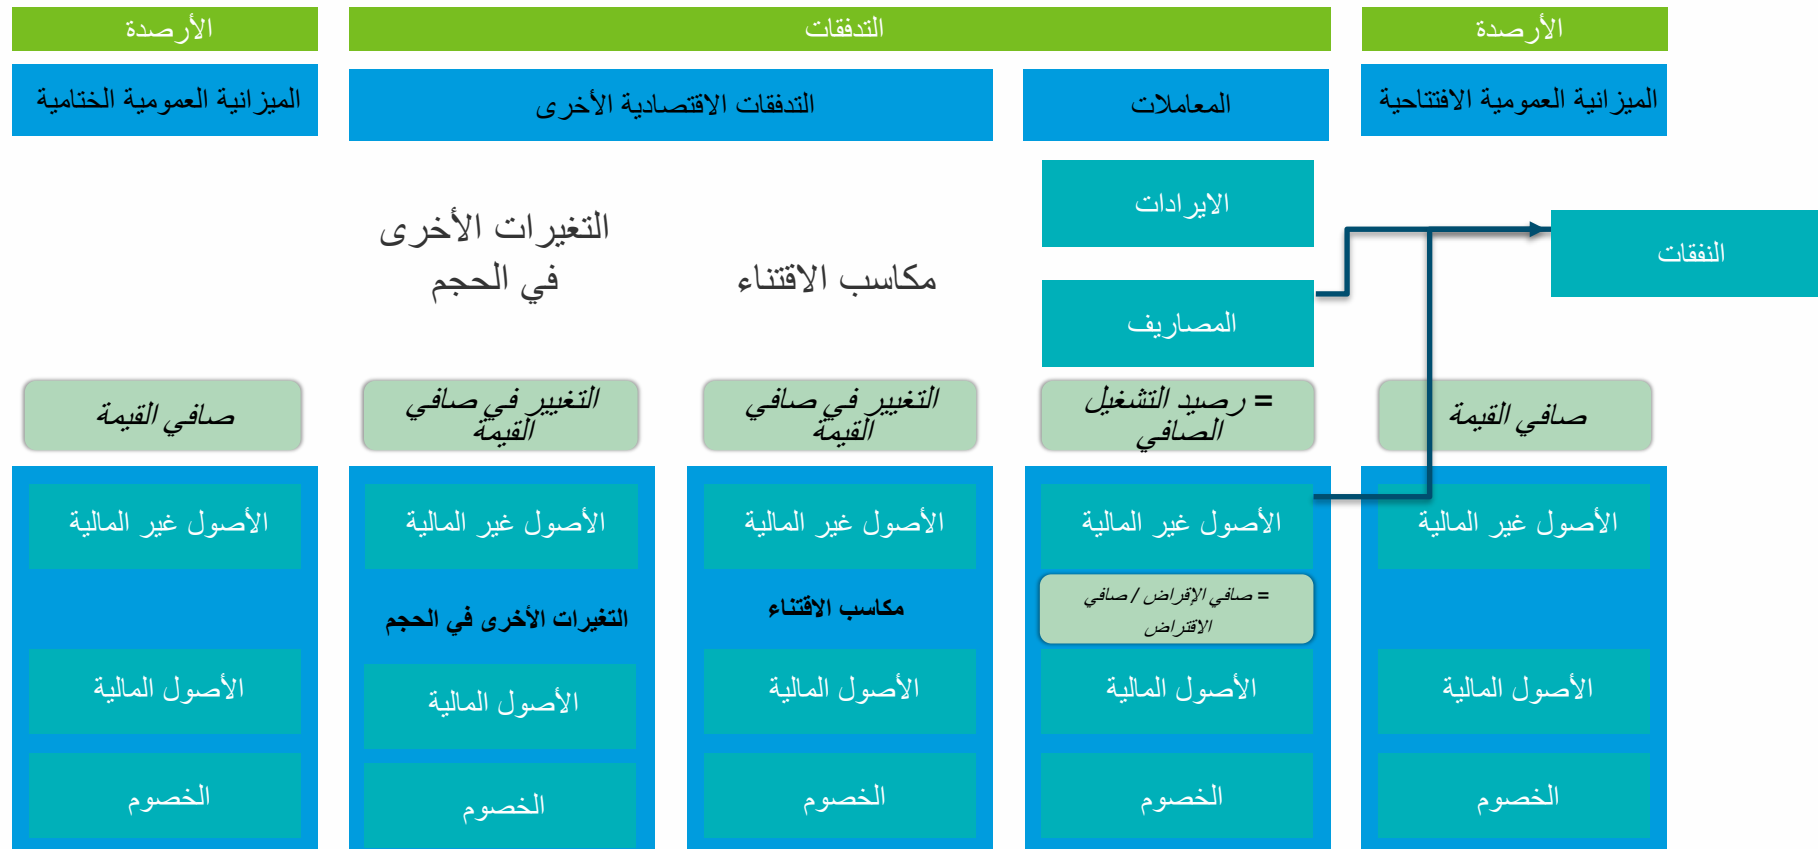 الأرصدة
التدفقات
الأرصدة
الميزانية العمومية الافتتاحية
المعاملات
التدفقات الاقتصادية الأخرى
الميزانية العمومية الختامية
الايرادات
النفقات
المصاريف
مكاسب الاقتناء
التغيرات الأخرى
في الحجم
صافي القيمة
= رصيد التشغيل
الصافي
التغيير في صافي
القيمة
التغيير في صافي
القيمة
صافي القيمة
الأصول غير المالية
الأصول غير المالية
الأصول غير المالية
الأصول غير المالية
الأصول غير المالية
= صافي الإقراض / صافي
الاقتراض
مكاسب الاقتناء
التغيرات الأخرى في الحجم
الأصول المالية
الأصول المالية
الأصول المالية
الأصول المالية
الأصول المالية
الخصوم
الخصوم
الخصوم
الخصوم
الخصوم